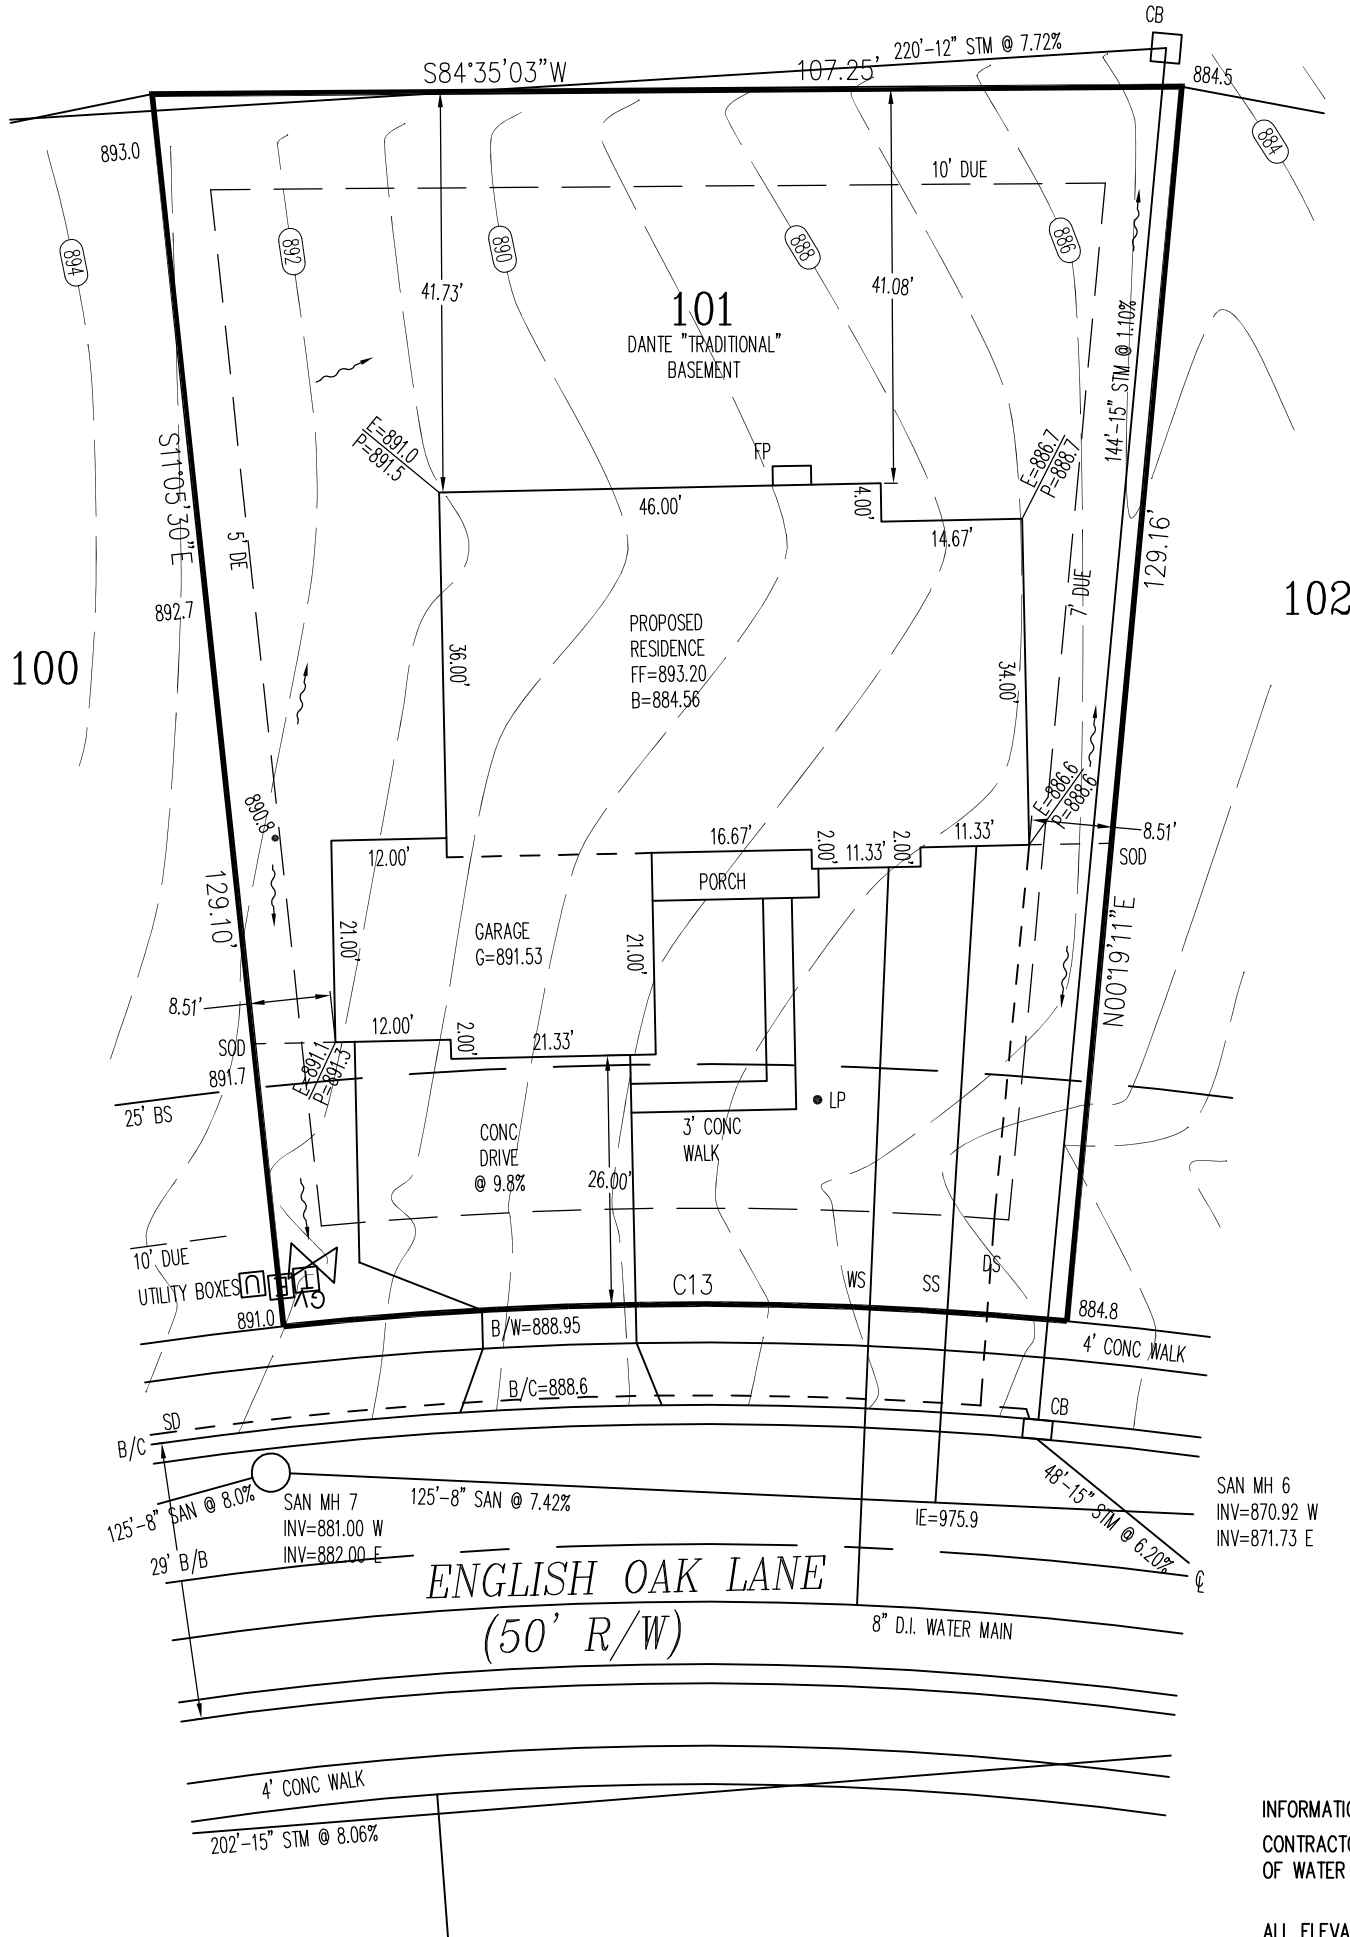 CB
220'-12" STM @ 7.72%
S84°35'03"W
107.25'
884.5
893.0
884
10' DUE
894
892
890
888
886
41.73'
41.08'
101
DANTE "TRADITIONAL"
BASEMENT
144'-15" STM @ 1.10%
E=891.0
P=891.5
FP
E=886.7
P=888.7
S11°05'30"E
46.00'
4.00'
14.67'
129.16'
5' DE
7' DUE
892.7
102
100
PROPOSED
RESIDENCE
FF=893.20
B=884.56
36.00'
34.00'
890.8
E=886.6
P=888.6
12.00'
16.67'
2.00'
11.33'
2.00'
11.33'
8.51'
SOD
PORCH
129.10'
21.00'
GARAGE
G=891.53
21.00'
N00°19'11"E
8.51'
12.00'
2.00'
21.33'
SOD
891.7
E=891.1
P=891.3
25' BS
LP
CONC
DRIVE
@ 9.8%
3' CONC
WALK
26.00'
10' DUE
UTILITY BOXES
U
E
T
GV
C13
WS
SS
DS
891.0
884.8
B/W=888.95
4' CONC WALK
B/C=888.6
SD
CB
B/C
125'-8" SAN @ 8.0%
SAN MH 7
INV=881.00 W
INV=882.00 E
125'-8" SAN @ 7.42%
IE=975.9
48'-15" STM @ 6.20%
SAN MH 6
INV=870.92 W
INV=871.73 E
29' B/B
ENGLISH OAK LANE
(50' R/W)
8" D.I. WATER MAIN
4' CONC WALK
202'-15" STM @ 8.06%
INFORMATIO
CONTRACTO
OF WATER
ALL ELEVA